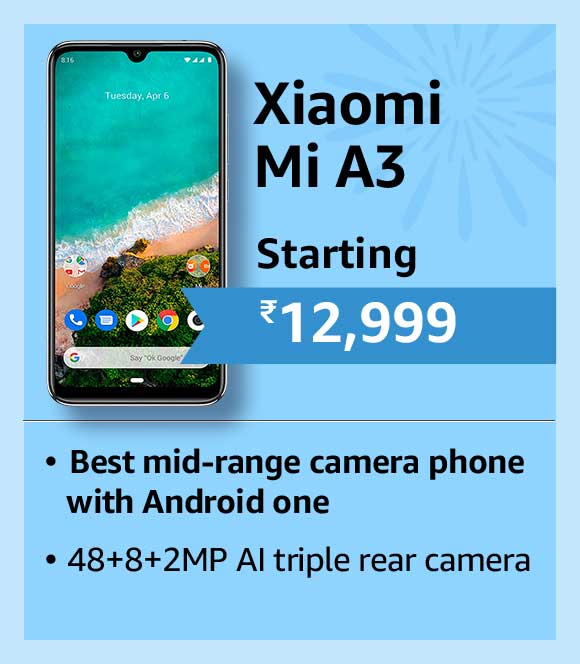 8:16
Tuesday, Apr 6
Google
Say "Ok Google"
Xiaomi
Mi A3
Starting
₹12,999
• Best mid-range camera phone
with Android one
• 48+8+2MP AI triple rear camera